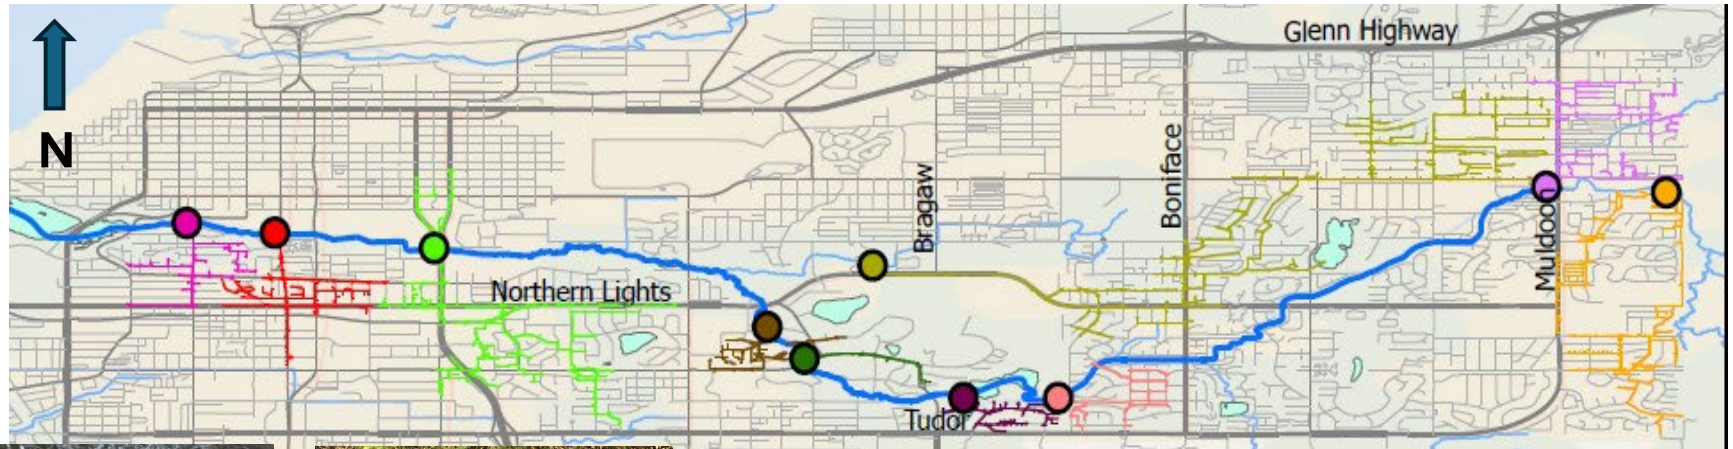 N
Glenn Highway
Bragaw
Boniface
Muldoon
Northern Lights
Tudor